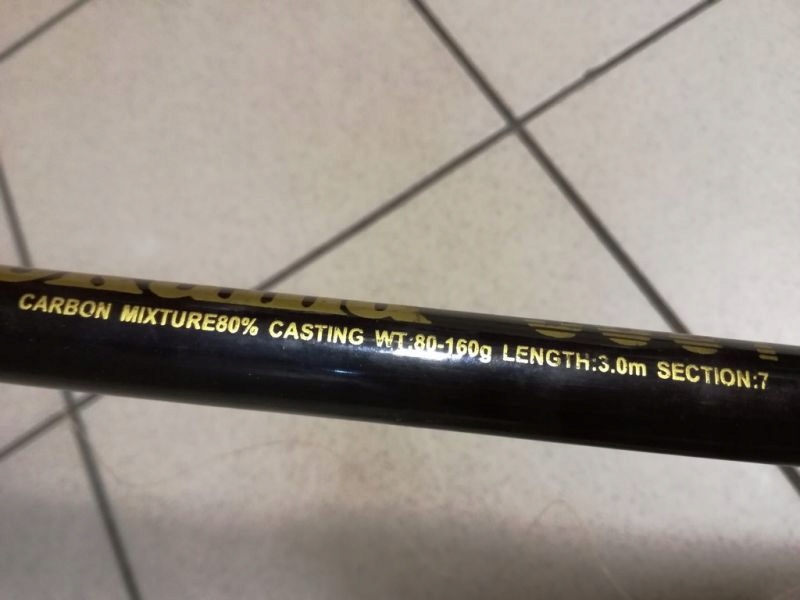 CARBON MIXTURE80% CASTING WT:80-160g LENGTH:3.0m SECTION:7